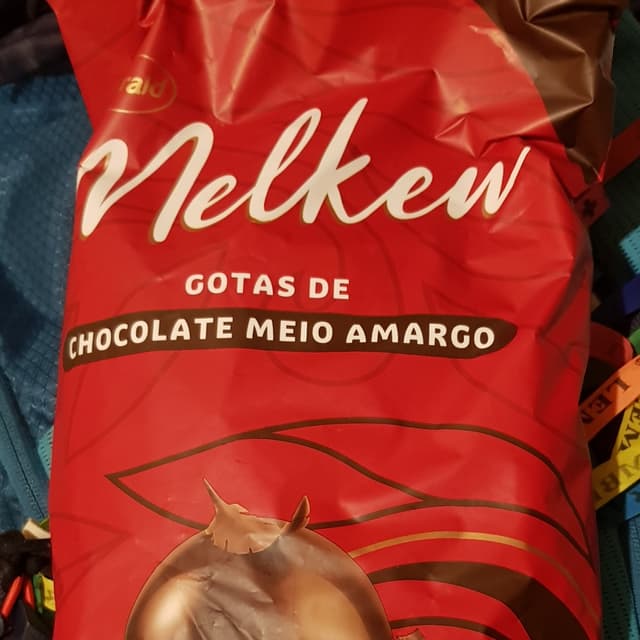 Melken
GOTAS DE
CHOCOLATE MEIO AMARGO